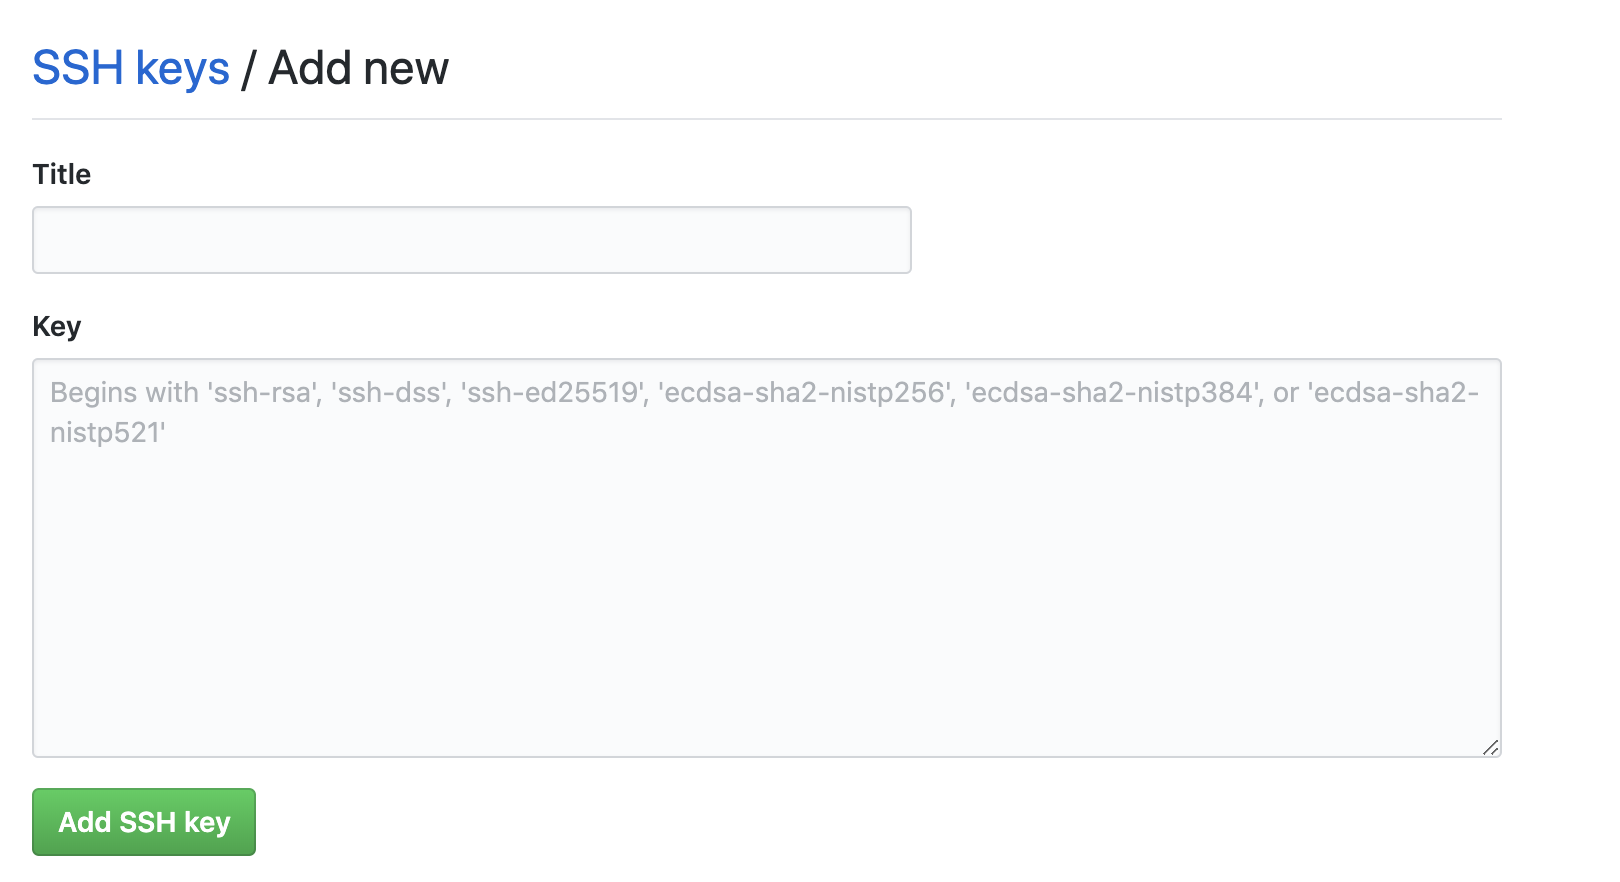 SSH keys / Add new
Title
Key
Begins with 'ssh-rsa', 'ssh-dss', 'ssh-ed25519', 'ecdsa-sha2-nistp256', 'ecdsa-sha2-nistp384', or 'ecdsa-sha2-
nistp521'
Add SSH key